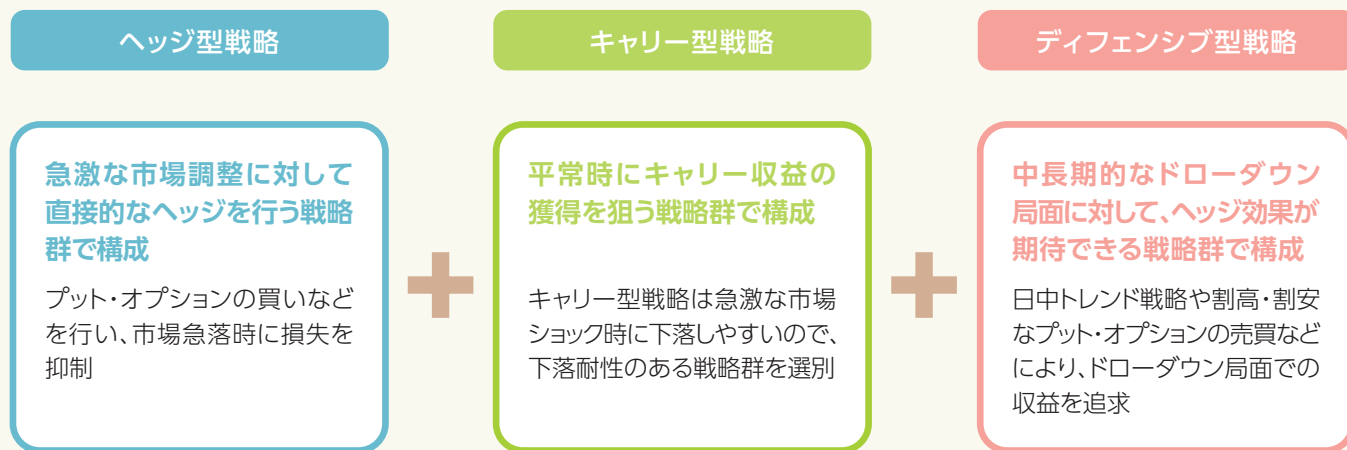 ヘッジ型戦略
急激な市場調整に対して
直接的なヘッジを行う戦略
群で構成
プット・オプションの買いなど
を行い、市場急落時に損失を
抑制
キャリー型戦略
平常時にキャリー収益の
獲得を狙う戦略群で構成
キャリー型戦略は急激な市場
ショック時に下落しやすいので、
下落耐性のある戦略群を選別
ディフェンシブ型戦略
中長期的なドローダウン
局面に対して、ヘッジ効果が
期待できる戦略群で構成
日中トレンド戦略や割高・割安
なプット・オプションの売買など
により、ドローダウン局面での
収益を追求